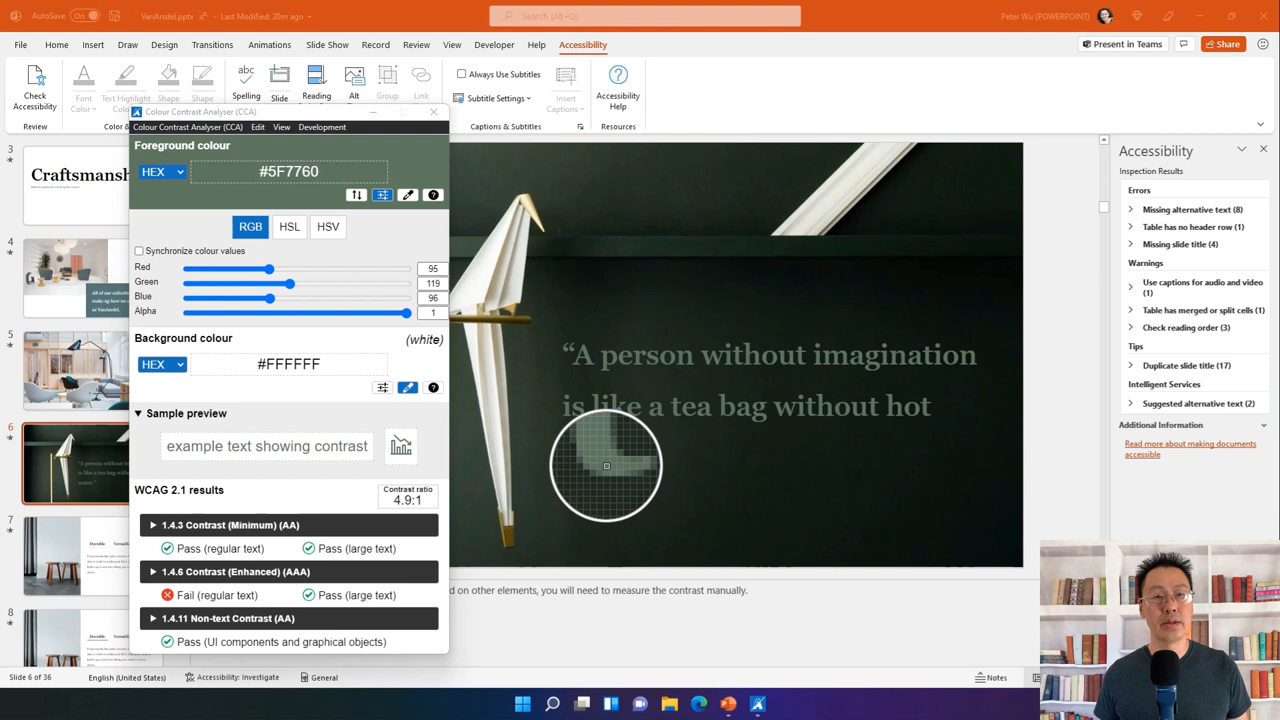 AutoSave On VanArsdel.pptx Last Modified: 20m ago Search (Alt+Q) Peter Wu (POWERPOINT)
File Home Insert Draw Design Transitions Animations Slide Show Record Review View Developer Help Accessibility Present in Teams Share
Check Accessibility
Font Color
Text Highlight
Shape
Shape
Spelling
Slide
Reading
Alt
Group
Link
Always Use Subtitles
Subtitle Settings
Insert Captions
Accessibility Help
Review
Captions & Subtitles
Resources
Colour Contrast Analyser (CCA)
Colour Contrast Analyser (CCA) Edit View Development
Foreground colour
HEX #5F7760
RGB HSL HSV
Synchronize colour values
Red 95
Green 119
Blue 96
Alpha 1
Background colour (white)
HEX #FFFFFF
Sample preview
example text showing contrast
WCAG 2.1 results
Contrast ratio
4.9:1
1.4.3 Contrast (Minimum) (AA)
Pass (regular text) Pass (large text)
1.4.6 Contrast (Enhanced) (AAA)
Fail (regular text) Pass (large text)
1.4.11 Non-text Contrast (AA)
Pass (UI components and graphical objects)
3
4
5
6
7
8
“A person without imagination
is like a tea bag without hot
d on other elements, you will need to measure the contrast manually.
Accessibility
Inspection Results
Errors
Missing alternative text (8)
Table has no header row (1)
Missing slide title (4)
Warnings
Use captions for audio and video
(1)
Table has merged or split cells (1)
Check reading order (3)
Tips
Duplicate slide title (17)
Intelligent Services
Suggested alternative text (2)
Additional Information
Read more about making documents
accessible
Slide 6 of 36 English (United States) Accessibility: Investigate General Notes